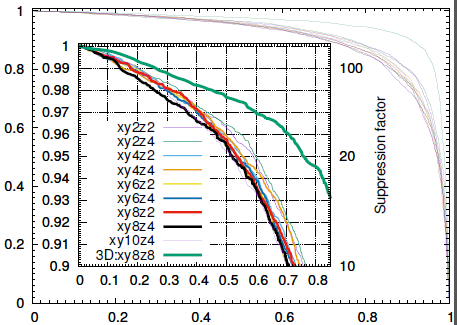 1
0.8
0.6
0.4
0.2
0
0.2 0.4 0.6 0.8 1
1
0.99
0.98
0.97
0.96
0.95
0.94
0.93
0.92
0.91
0.9
0 0.1 0.2 0.3 0.4 0.5 0.6 0.7 0.8
100
20
10
Suppression factor
xy2z2
xy2z4
xy4z2
xy4z4
xy6z2
xy6z4
xy8z2
xy8z4
xy10z4
3D:xy8z8